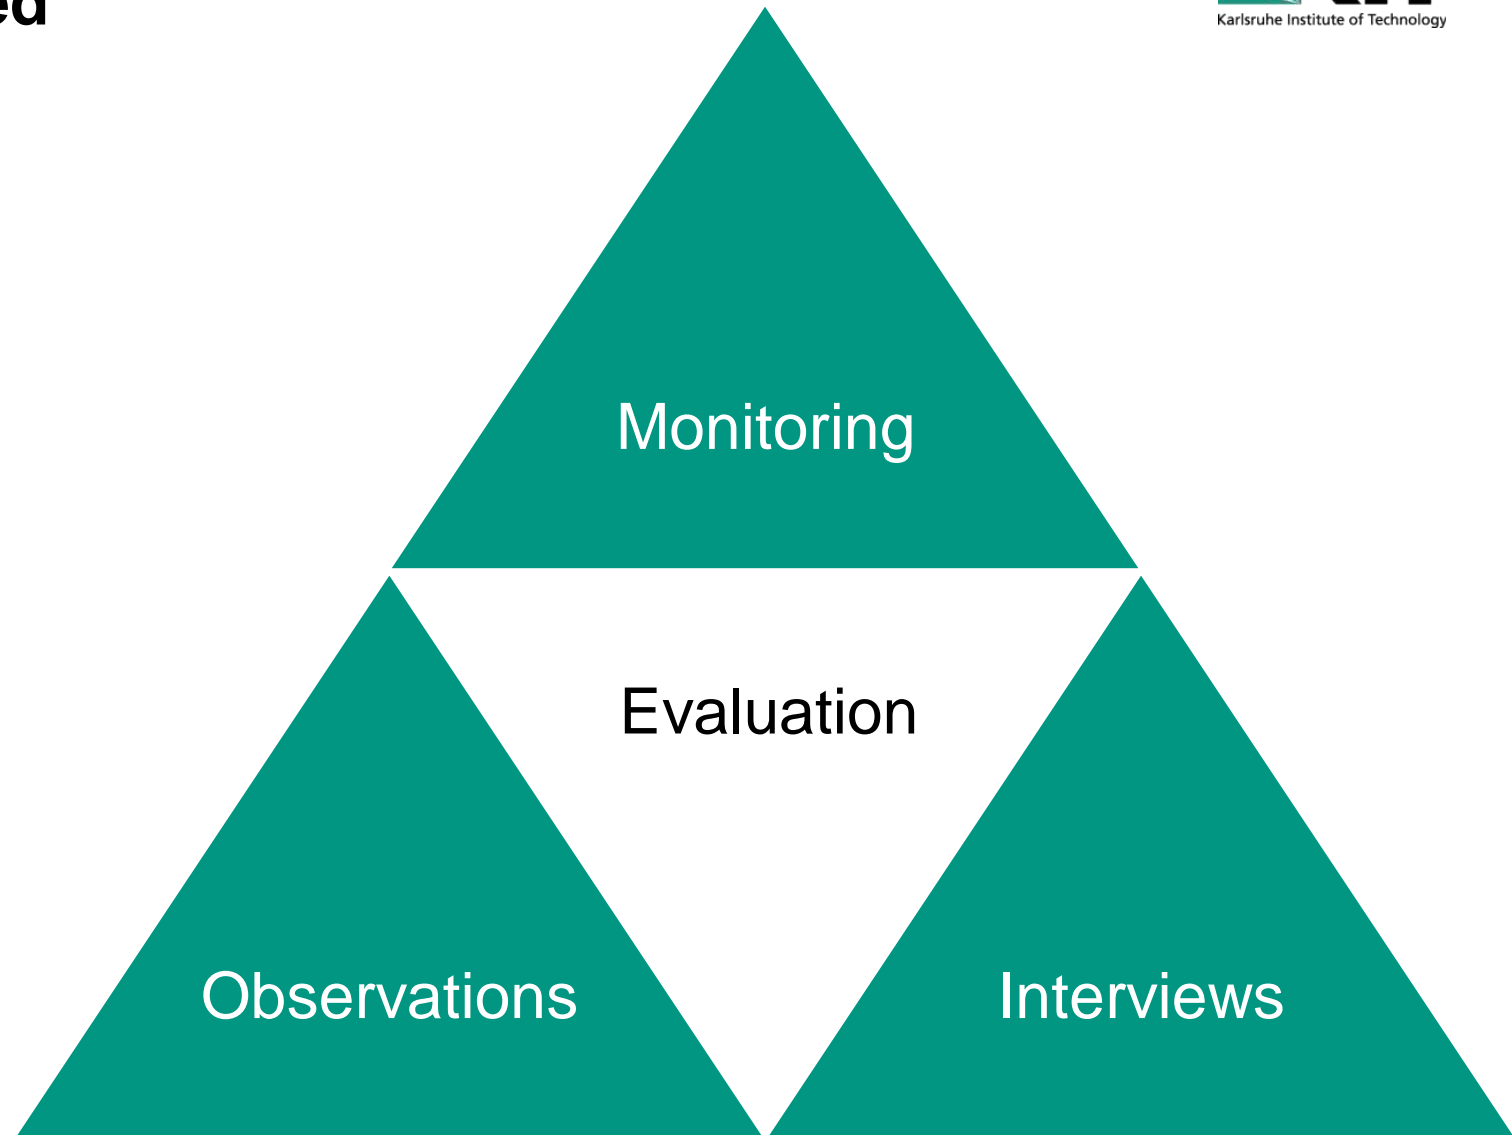 Karlsruhe Institute of Technology
Monitoring
Evaluation
Observations
Interviews